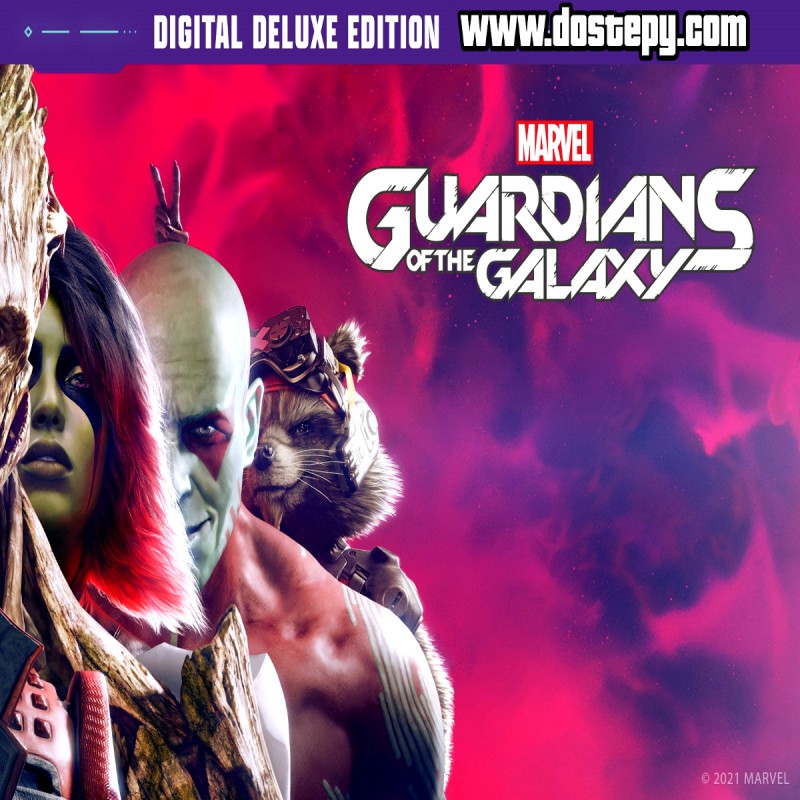 DIGITAL DELUXE EDITION www.dostepy.com
MARVEL
GUARDIANS
OF THE GALAXY
© 2021 MARVEL